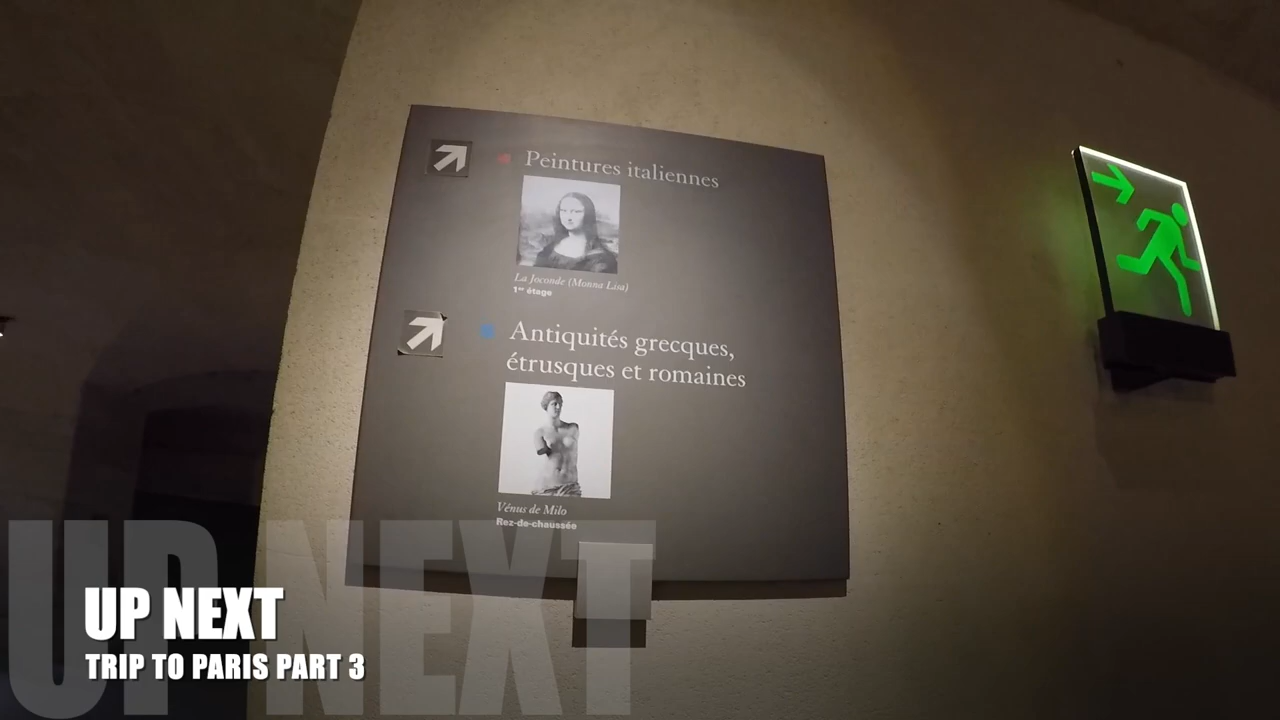 Peintures italiennes
La Joconde (Monna Lisa)
1er étage
Antiquités grecques,
étrusques et romaines
Vénus de Milo
Rez-de-chaussée
UP NEXT
UP NEXT
TRIP TO PARIS PART 3